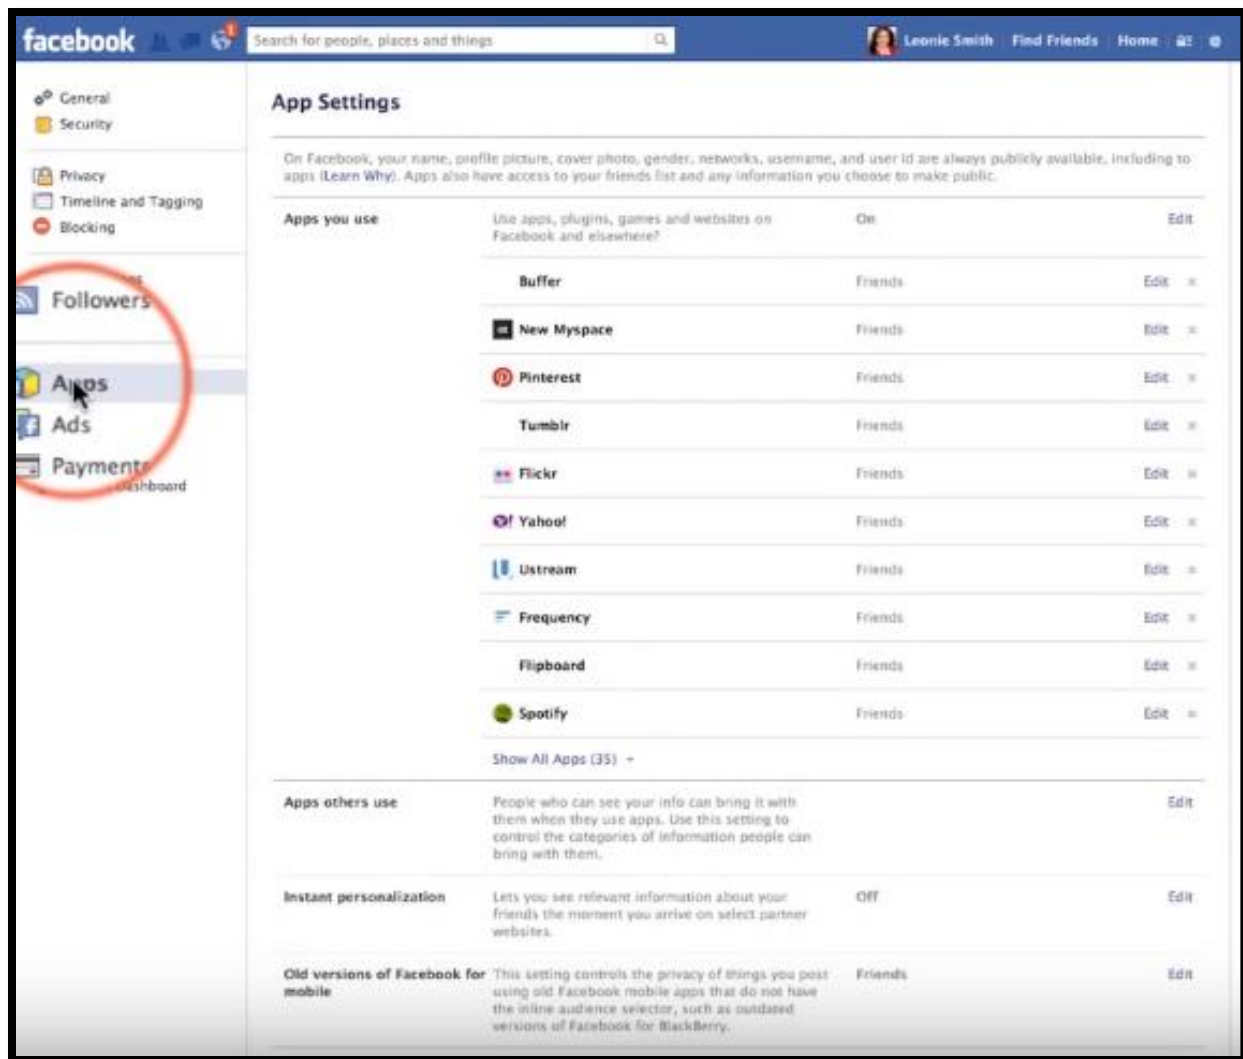 facebook
1
Search for people, places and things
Leonie Smith Find Friends Home
General
Security
Privacy
Timeline and Tagging
Blocking
Followers
Apps
Ads
Payments
App Settings
On Facebook, your name, profile picture, cover photo, gender, networks, username, and user id are always publicly available, including to
apps (Learn Why). Apps also have access to your friends list and any information you choose to make public.
Apps you use Use apps, plugins, games and websites on On Edit
Facebook and elsewhere?
Buffer Friends Edit ×
New Myspace Friends Edit ×
Pinterest Friends Edit ×
Tumblr Friends Edit ×
Flickr Friends Edit ×
Yahoo! Friends Edit ×
Ustream Friends Edit ×
Frequency Friends Edit ×
Flipboard Friends Edit ×
Spotify Friends Edit ×
Show All Apps (35)
Apps others use People who can see your info can bring it with Edit
them when they use apps. Use this setting to
control the categories of information people can
bring with them.
Instant personalization Lets you see relevant information about your Off Edit
friends the moment you arrive on select partner
websites.
Old versions of Facebook for This setting controls the privacy of things you post Friends Edit
mobile using old Facebook mobile apps that do not have
the inline audience selector, such as outdated
versions of Facebook for BlackBerry.